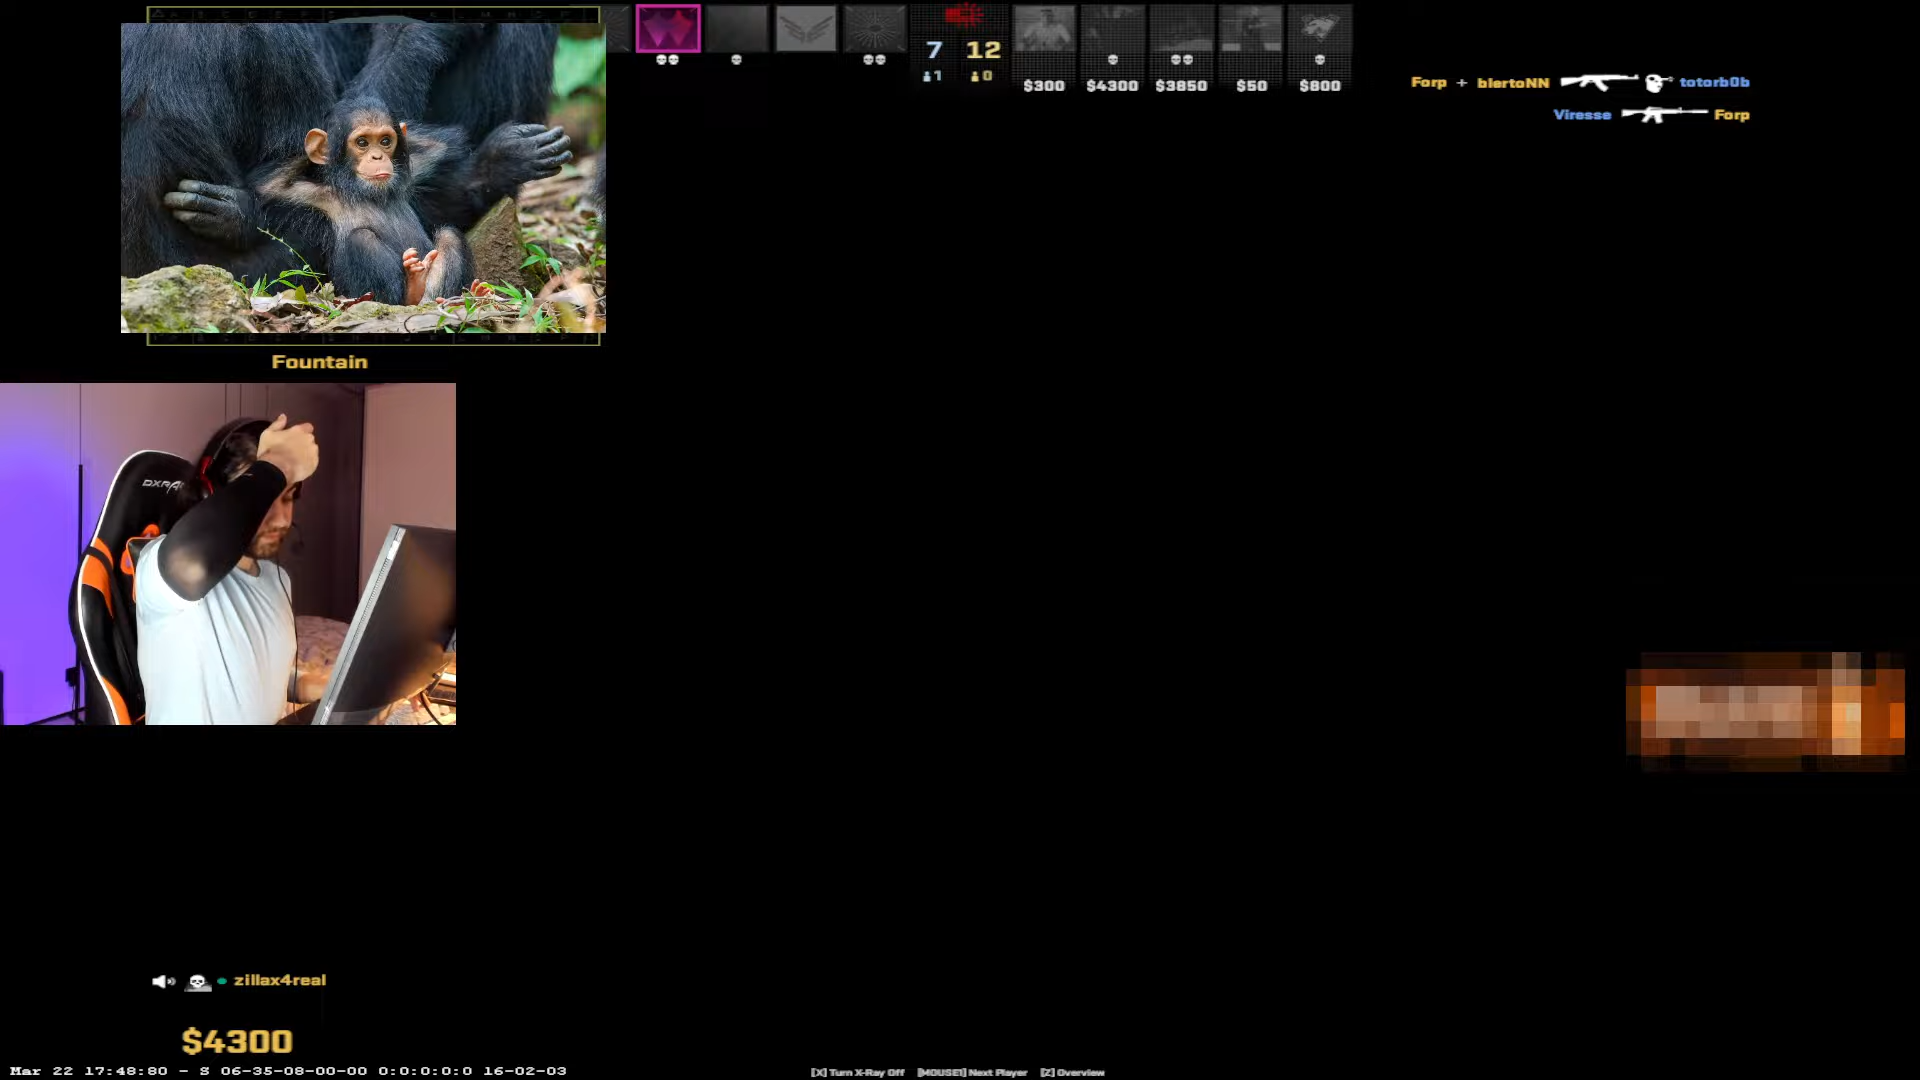 7 12
1 0
$300 $4300 $3850 $50 $800
Forp + blertoNN totorb0b
Viresse Forp
Fountain
zillax4real
$4300
Mar 22 17:48:80 - S 06-35-08-00-00 0:0:0:0:0 16-02-03
[X] Turn X-Ray Off [MOUSE1] Next Player [Z] Overview